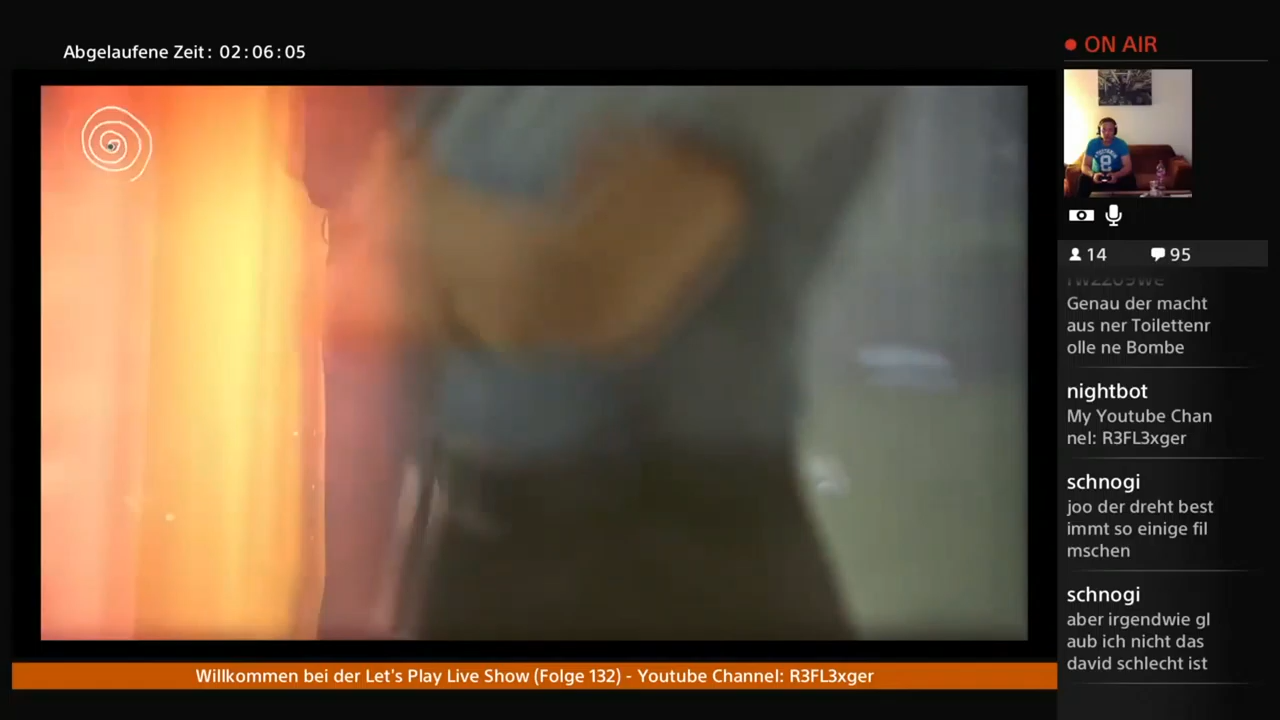 Abgelaufene Zeit: 02:06:05
ON AIR
14 95
Genau der macht
aus ner Toilettenr
olle ne Bombe
nightbot
My Youtube Chan
nel: R3FL3xger
schnogi
joo der dreht best
immt so einige fil
mschen
schnogi
aber irgendwie gl
aub ich nicht das
david schlecht ist
Willkommen bei der Let's Play Live Show (Folge 132) - Youtube Channel: R3FL3xger